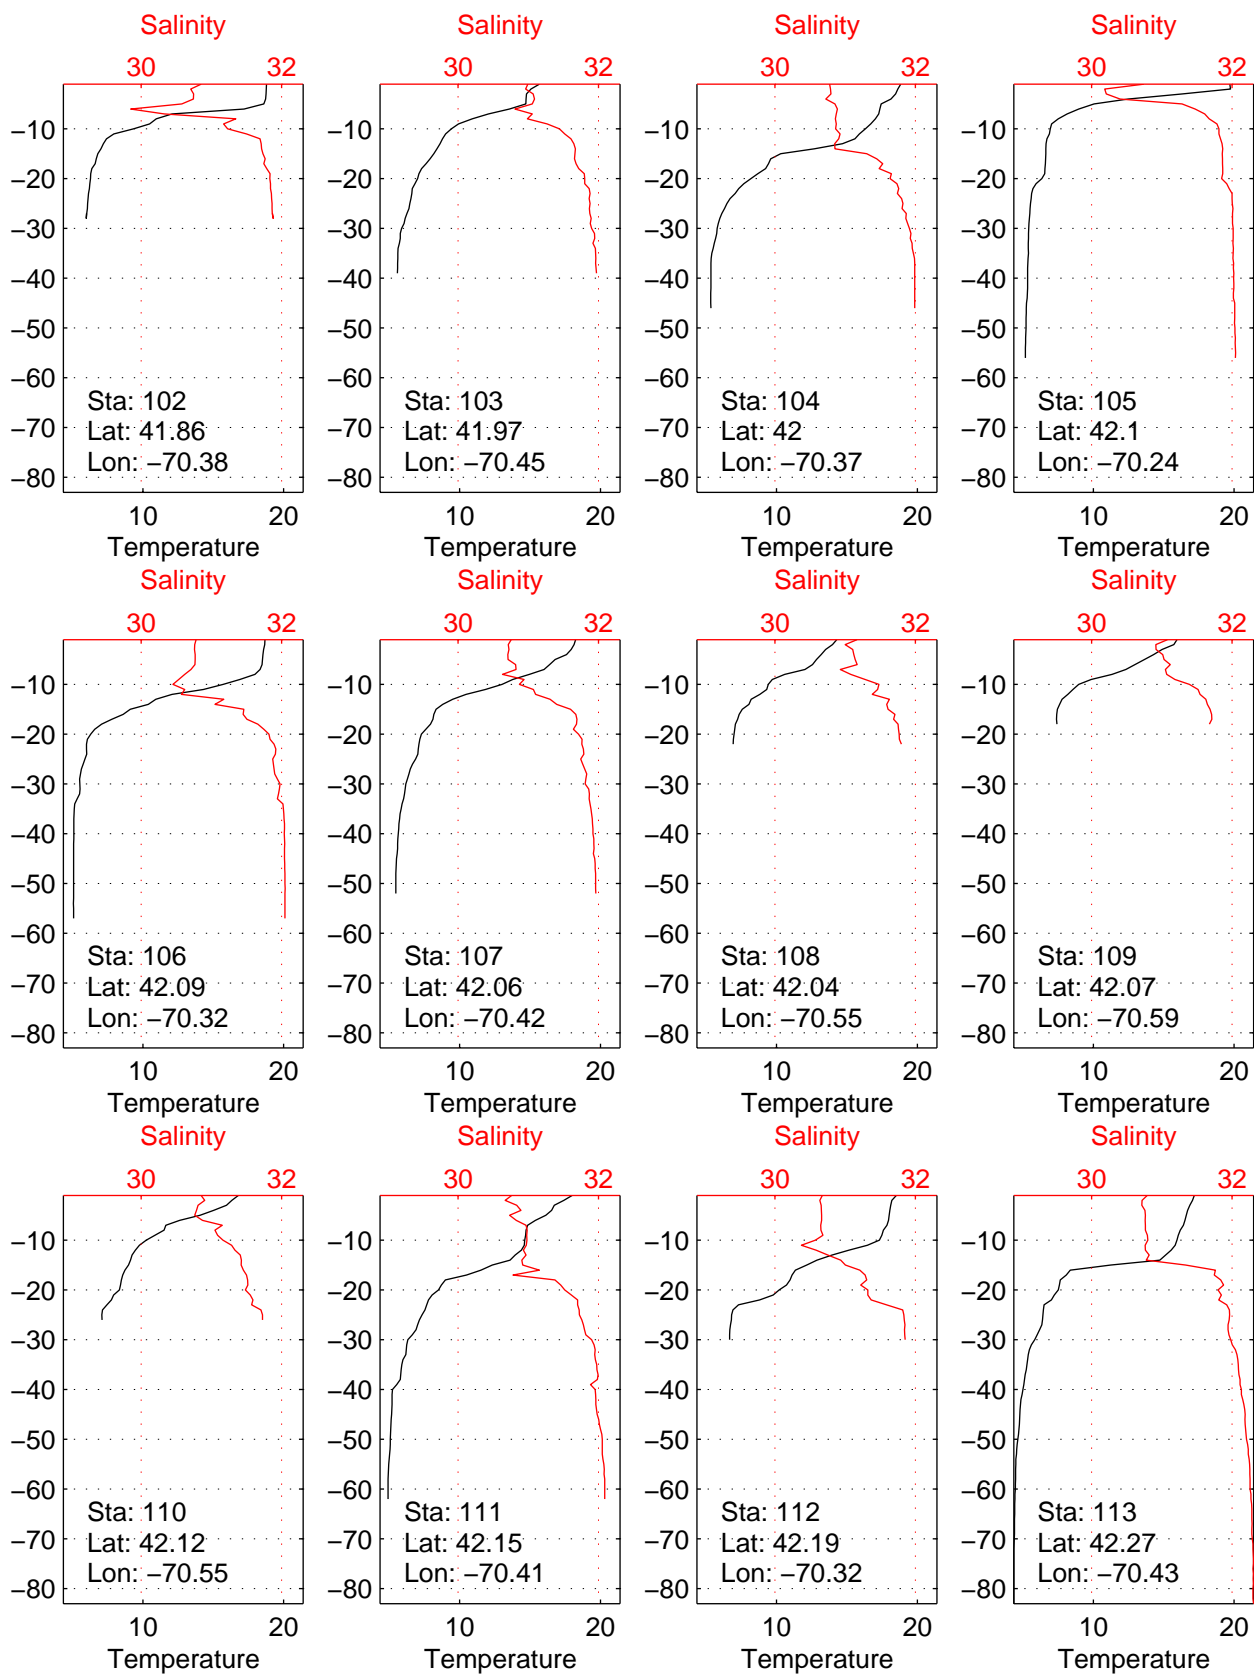 Salinity Salinity Salinity Salinity
30 32 30 32 30 32 30 32
−10 −10 −10 −10
−20 −20 −20 −20
−30 −30 −30 −30
−40 −40 −40 −40
−50 −50 −50 −50
−60 −60 −60 −60
Sta: 102 Sta: 103 Sta: 104 Sta: 105
−70 Lat: 41.86 −70 Lat: 41.97 −70 Lat: 42 −70 Lat: 42.1
Lon: −70.38 Lon: −70.45 Lon: −70.37 Lon: −70.24
−80 −80 −80 −80
10 20 10 20 10 20 10 20
Temperature Temperature Temperature Temperature
Salinity Salinity Salinity Salinity
30 32 30 32 30 32 30 32
−10 −10 −10 −10
−20 −20 −20 −20
−30 −30 −30 −30
−40 −40 −40 −40
−50 −50 −50 −50
−60 −60 −60 −60
Sta: 106 Sta: 107 Sta: 108 Sta: 109
−70 Lat: 42.09 −70 Lat: 42.06 −70 Lat: 42.04 −70 Lat: 42.07
Lon: −70.32 Lon: −70.42 Lon: −70.55 Lon: −70.59
−80 −80 −80 −80
10 20 10 20 10 20 10 20
Temperature Temperature Temperature Temperature
Salinity Salinity Salinity Salinity
30 32 30 32 30 32 30 32
−10 −10 −10 −10
−20 −20 −20 −20
−30 −30 −30 −30
−40 −40 −40 −40
−50 −50 −50 −50
−60 −60 −60 −60
Sta: 110 Sta: 111 Sta: 112 Sta: 113
−70 Lat: 42.12 −70 Lat: 42.15 −70 Lat: 42.19 −70 Lat: 42.27
Lon: −70.55 Lon: −70.41 Lon: −70.32 Lon: −70.43
−80 −80 −80 −80
10 20 10 20 10 20 10 20
Temperature Temperature Temperature Temperature